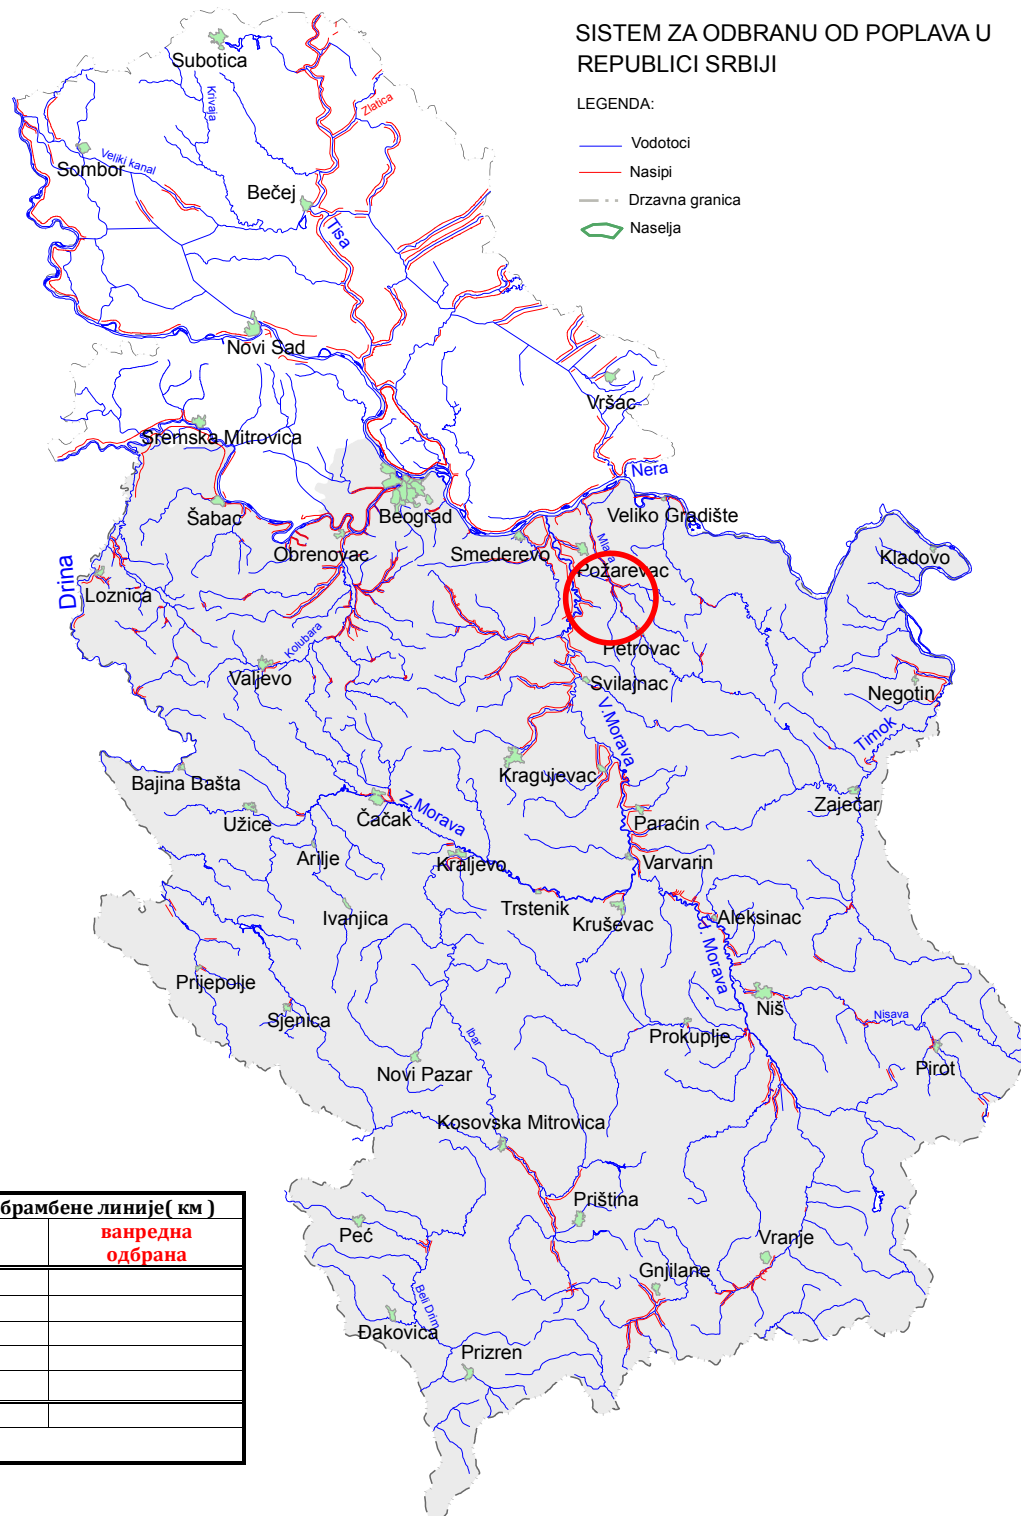 SISTEM ZA ODBRANU OD POPLAVA U
REPUBLICI SRBIJI
LEGENDA:
Vodotoci
Nasipi
Drzavna granica
Naselja
Subotica
Krivaja
Zlatica
Sombor
Veliki kanal
Bečej
Tisa
Novi Sad
Vršac
Sremska Mitrovica
Nera
Šabac
Beograd
Veliko Gradište
Obrenovac
Smederevo
Mlava
Kladovo
Drina
Loznica
Požarevac
Kolubara
Petrovac
Valjevo
Svilajnac
Negotin
V.Morava
Timok
Bajina Bašta
Kragujevac
Užice
Čačak
Z.Morava
Zaječar
Paraćin
Arilje
Kraljevo
Varvarin
Ivanjica
Trstenik
Kruševac
Aleksinac
J. Morava
Prijepolje
Sjenica
Niš
Nisava
Ibar
Prokuplje
Pirot
Novi Pazar
Kosovska Mitrovica
Priština
Peć
Vranje
Gnjilane
Beli Drim
Đakovica
Prizren
брамбене линије( км )
ванредна
одбрана